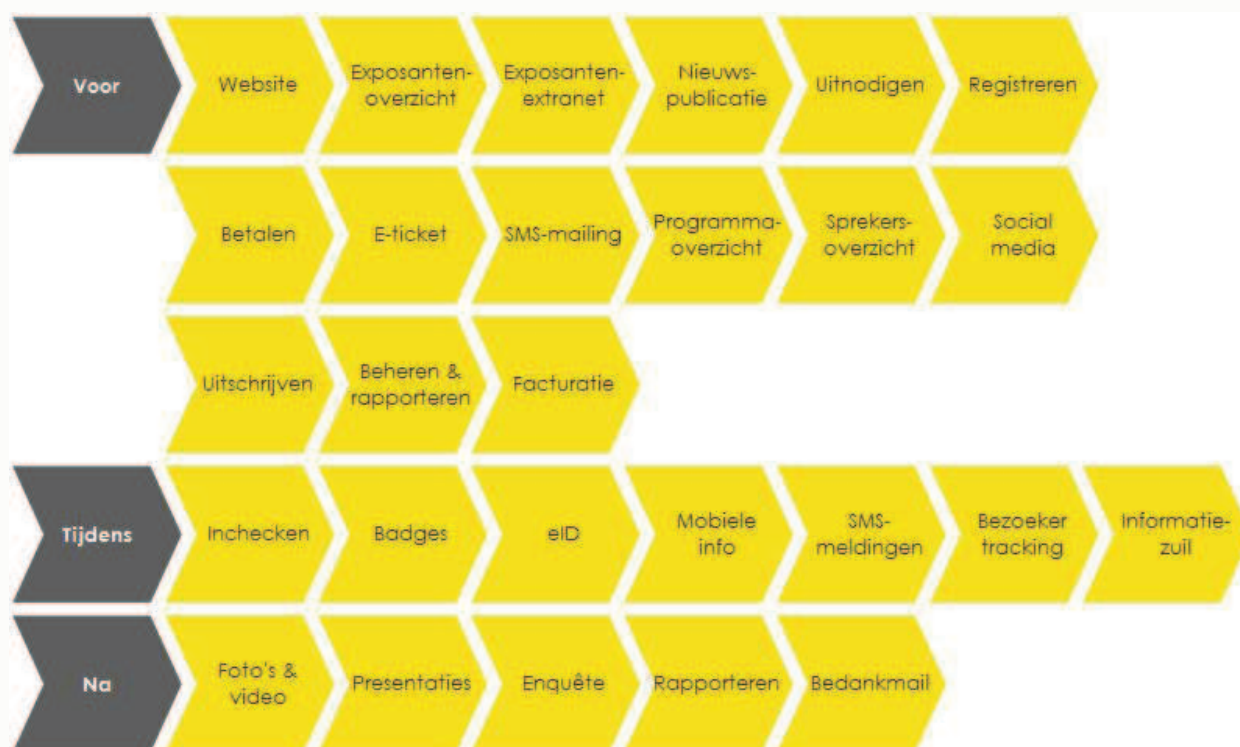 Voor
Website
Exposanten-
overzicht
Exposanten-
extranet
Nieuws-
publicatie
Uitnodigen
Registreren
Betalen
E-ticket
SMS-mailing
Programma-
overzicht
Sprekers-
overzicht
Social
media
Uitschrijven
Beheren &
rapporteren
Facturatie
Tijdens
Inchecken
Badges
eID
Mobiele
info
SMS-
meldingen
Bezoeker
tracking
Informatie-
zuil
Na
Foto's &
video
Presentaties
Enquête
Rapporteren
Bedankmail